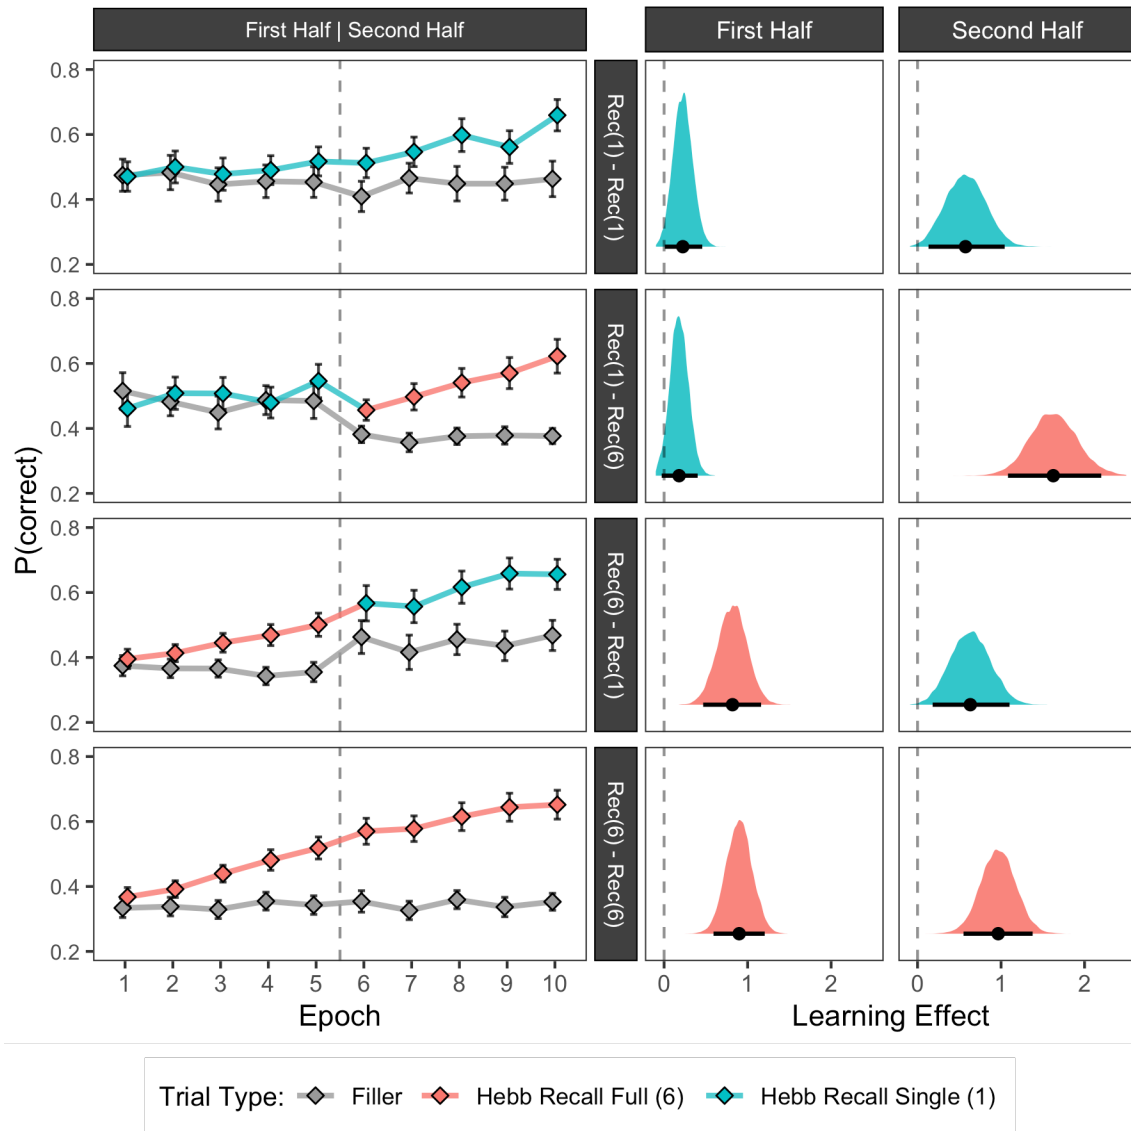 First Half | Second Half
First Half
Second Half
P(correct)
0.8
0.6
0.4
0.2
Rec(1) - Rec(1)
0.8
0.6
0.4
0.2
Rec(1) - Rec(6)
0.8
0.6
0.4
0.2
Rec(6) - Rec(1)
0.8
0.6
0.4
0.2
Rec(6) - Rec(6)
1 2 3 4 5 6 7 8 9 10
0 1 2
0 1 2
Epoch
Learning Effect
Trial Type: Filler Hebb Recall Full (6) Hebb Recall Single (1)